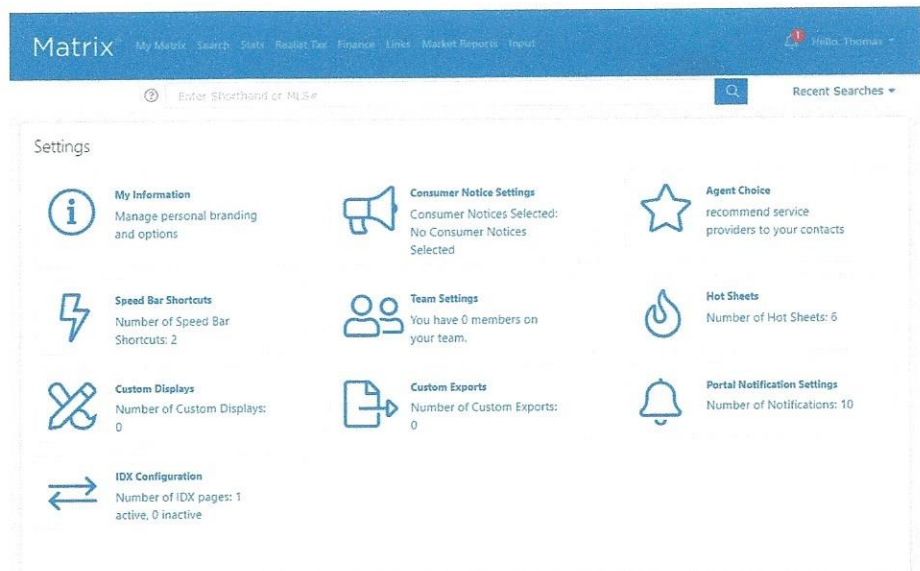 Matrix™ My Matrix Search Stats Realist Tax Finance Links Market Reports Input
1 Hello, Thomas
Enter Shorthand or MLS#
Recent Searches
Settings
My Information
Manage personal branding
and options
Consumer Notice Settings
Consumer Notices Selected:
No Consumer Notices
Selected
Agent Choice
recommend service
providers to your contacts
Speed Bar Shortcuts
Number of Speed Bar
Shortcuts: 2
Team Settings
You have 0 members on
your team.
Hot Sheets
Number of Hot Sheets: 6
Custom Displays
Number of Custom Displays:
0
Custom Exports
Number of Custom Exports:
0
Portal Notification Settings
Number of Notifications: 10
IDX Configuration
Number of IDX pages: 1
active, 0 inactive